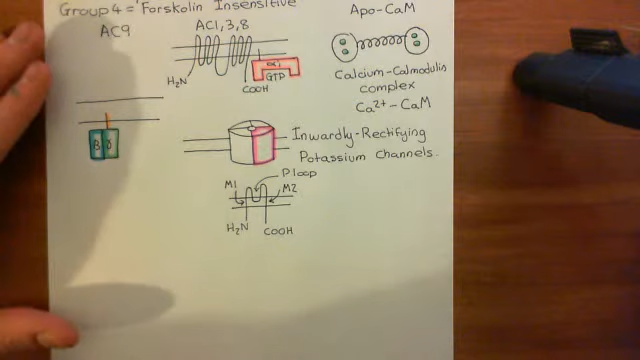 Group 4 = 'Forskolin Insensitive'
AC9
AC1, 3, 8
Apo-CaM
H₂N
COOH
αi
GTP
Calcium-Calmodulin
complex
Ca²⁺-CaM
β γ
Inwardly-Rectifying
Potassium Channels.
P loop
M1
M2
H₂N
COOH